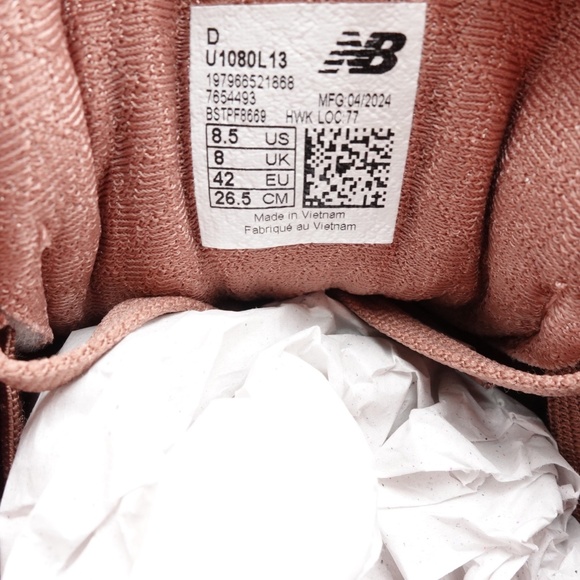 D
U1080L13
NB
197966521868
7654493 MFG:04/2024
BSTPF8669 HWK LOC:77
8.5 US
8 UK
42 EU
26.5 CM
Made in Vietnam
Fabriqué au Vietnam